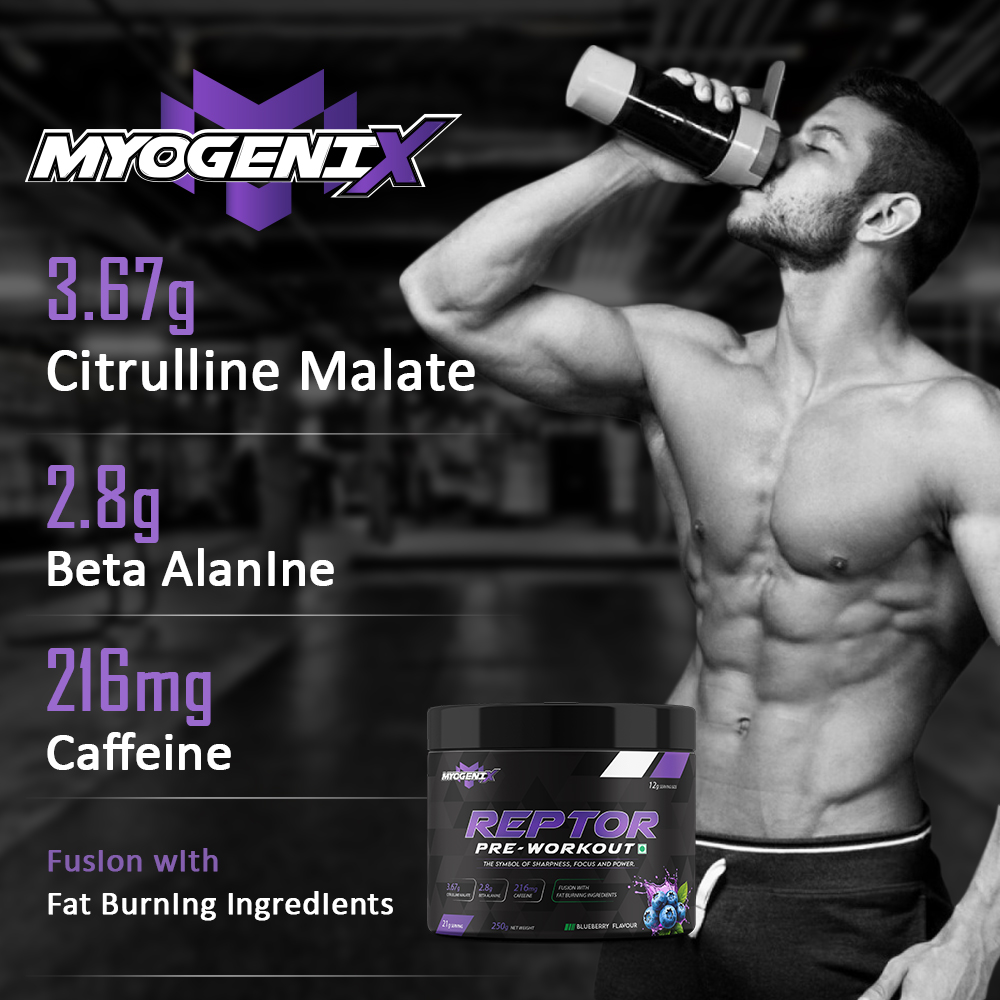 MYOGENIX
3.67g
Citrulline Malate
2.8g
Beta AlanIne
216mg
Caffeine
FusIon wIth
Fat BurnIng IngredIents
MYOGENIX
12g SERVING SIZE
REPTOR
PRE-WORKOUT
THE SYMBOL OF SHARPNESS, FOCUS AND POWER.
3.67g
CITRULLINE MALATE
2.8g
BETA ALANINE
216mg
CAFFEINE
FUSION WITH
FAT BURNING INGREDIENTS
21g SERVING
250g NET WEIGHT
BLUEBERRY FLAVOUR